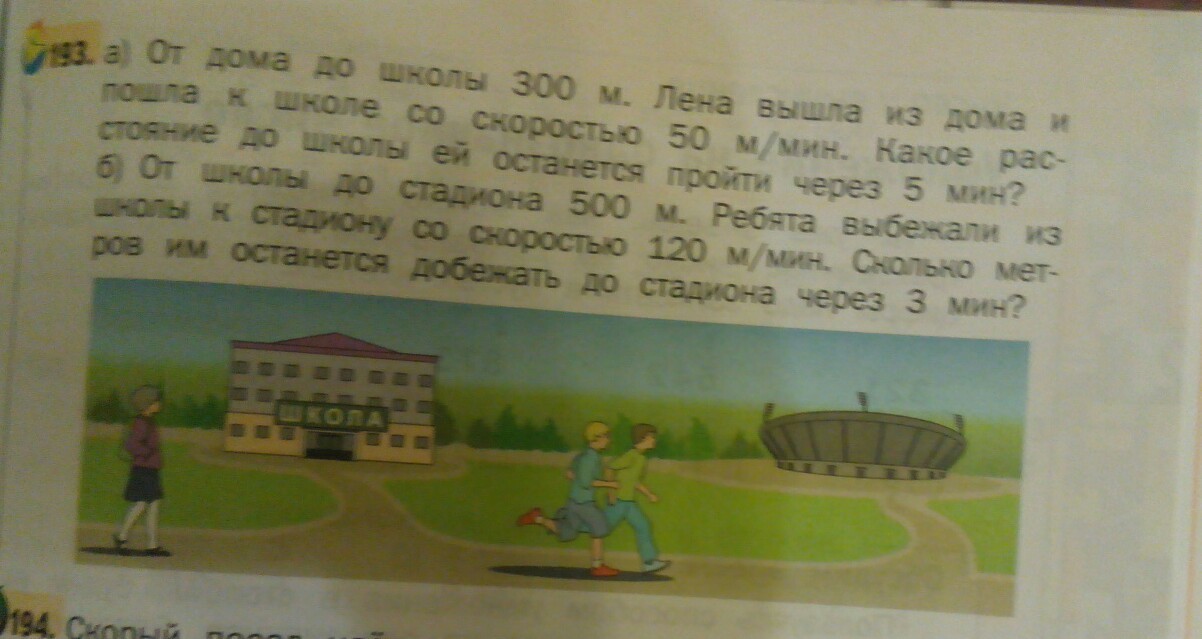 193. а) От дома до школы 300 м. Лена вышла из дома и
пошла к школе со скоростью 50 м/мин. Какое рас-
стояние до школы ей останется пройти через 5 мин?
б) От школы до стадиона 500 м. Ребята выбежали из
школы к стадиону со скоростью 120 м/мин. Сколько мет-
ров им останется добежать до стадиона через 3 мин?
ШКОЛА
194. Скорый поезд